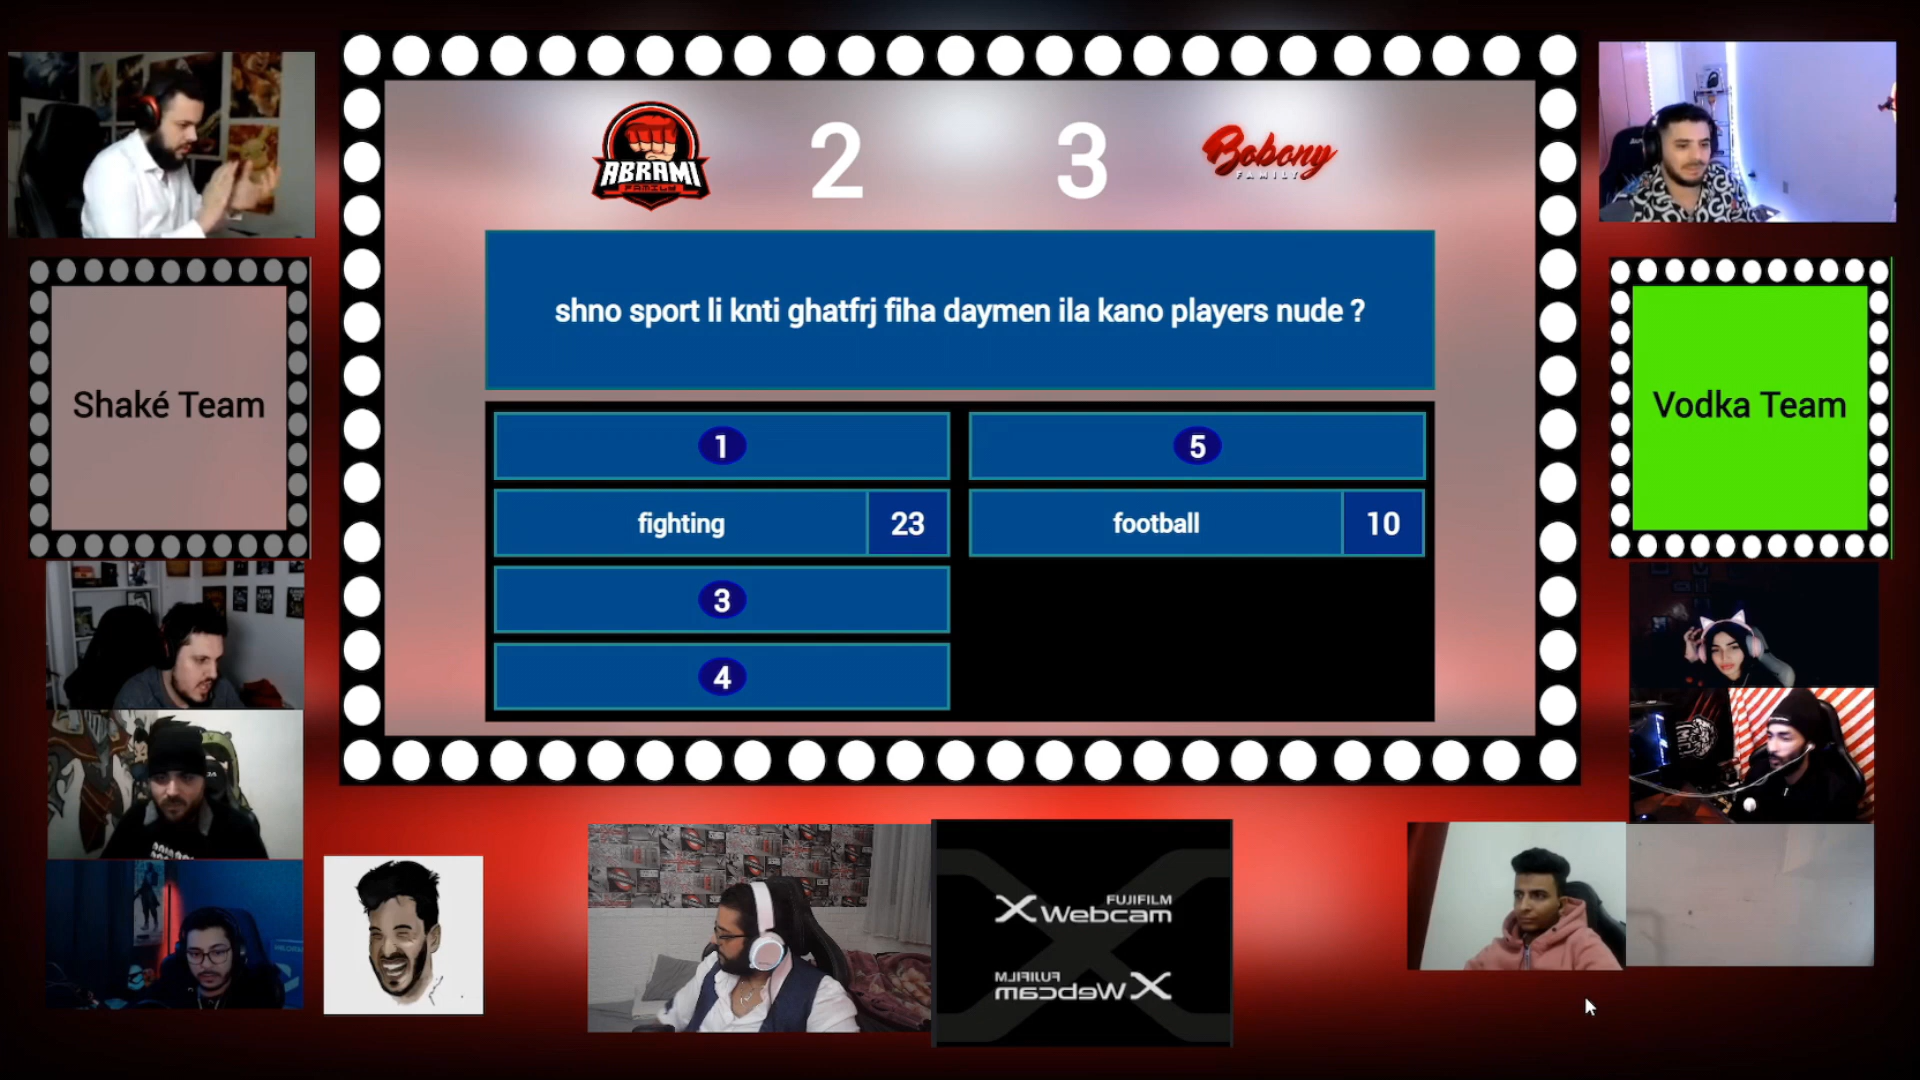 ABRAMI
FAMILY
2
3
Bobony
FAMILY
shno sport li knti ghatfrj fiha daymen ila kano players nude ?
1
5
fighting 23
football 10
3
4
Shaké Team
Vodka Team
FUJIFILM
X Webcam
FUJIFILM
X Webcam